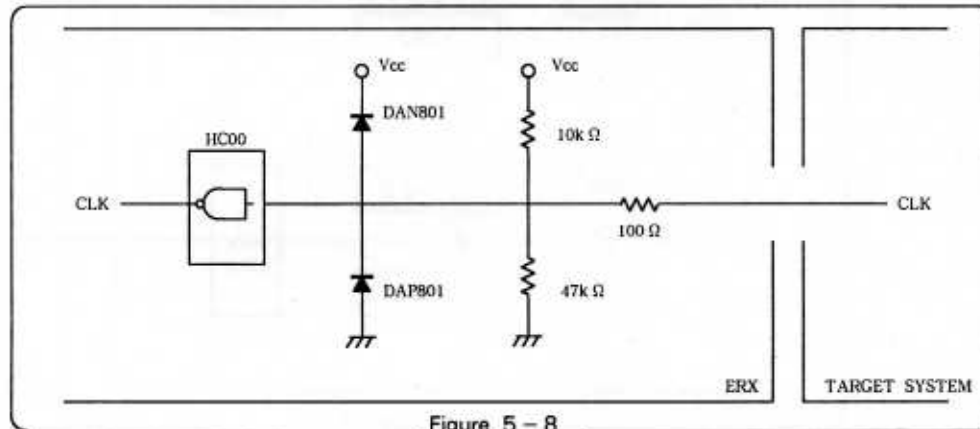 Vcc
Vcc
DAN801
10k Ω
HC00
CLK
CLK
100 Ω
DAP801
47k Ω
ERX
TARGET SYSTEM
Figure 5 – 8